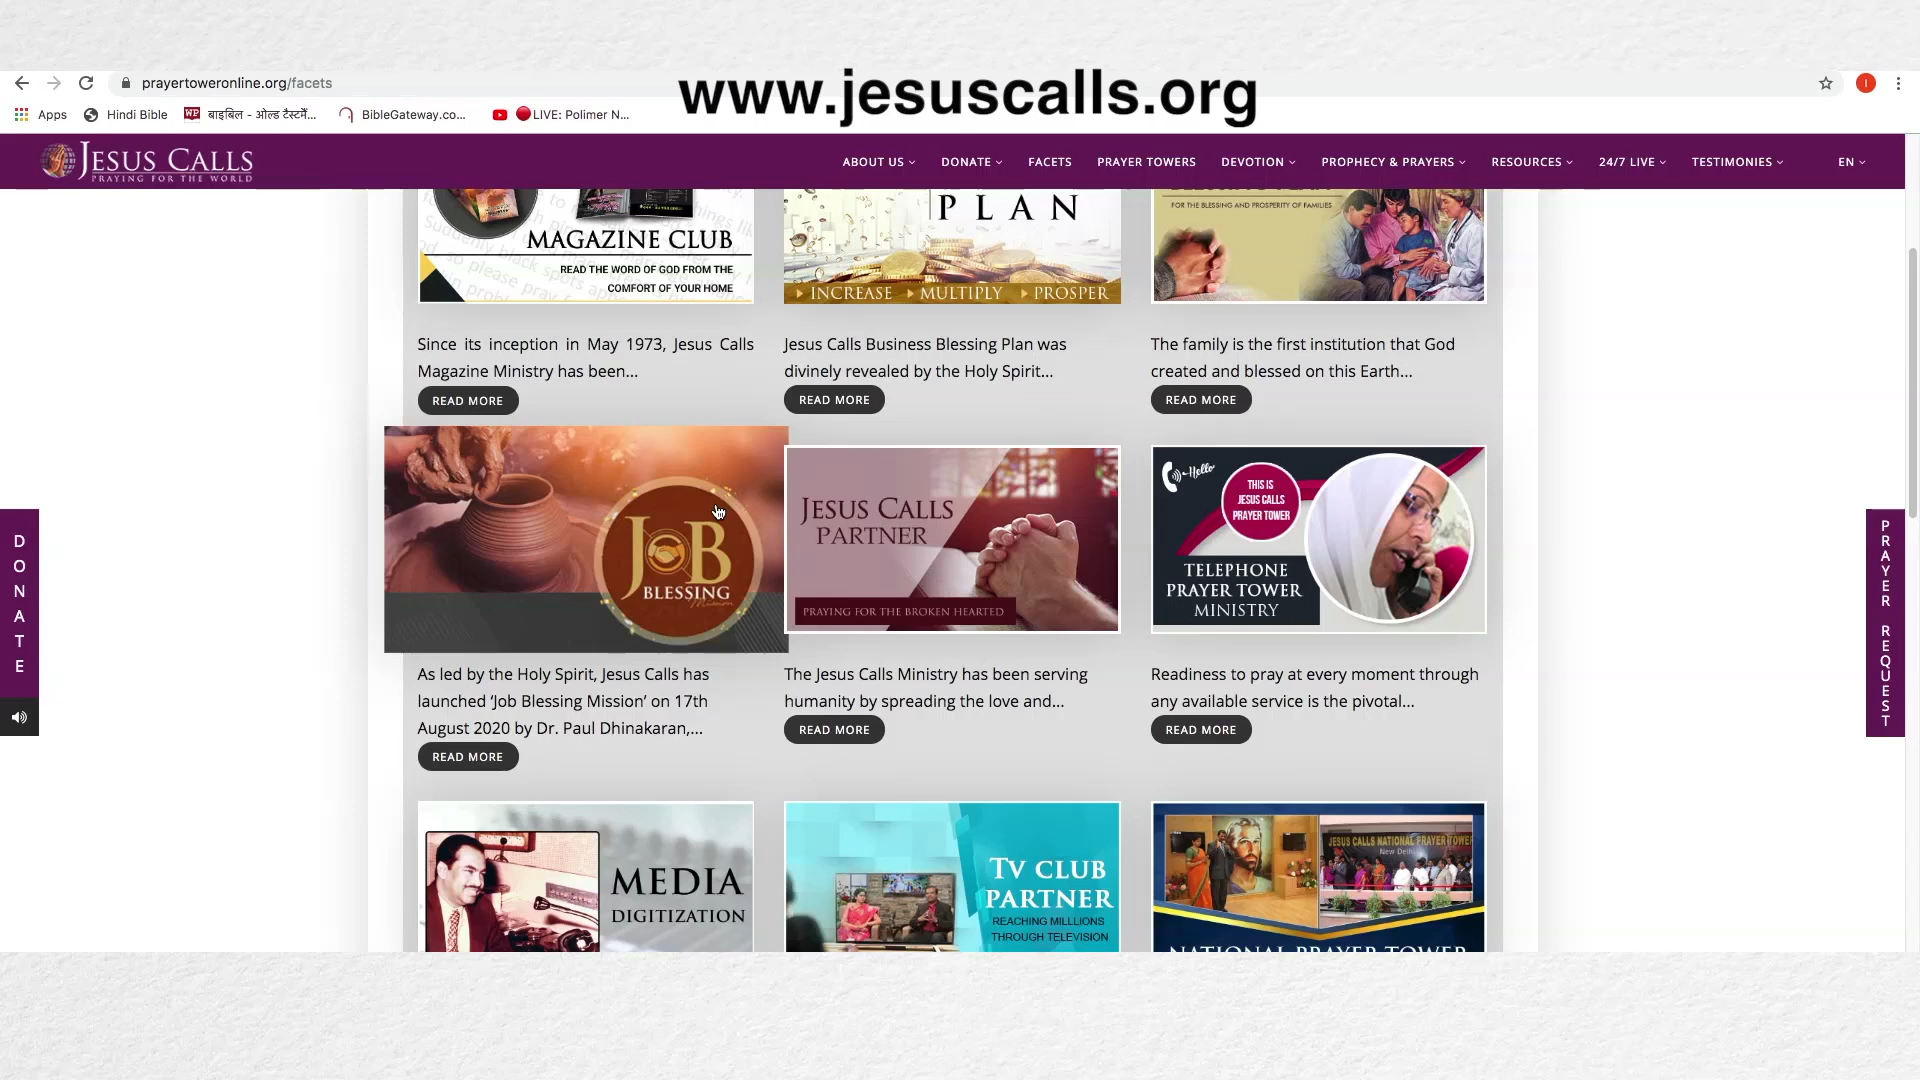 www.jesuscalls.org
prayertoweronline.org/facets
Apps
Hindi Bible
बाइबिल - ओल्ड टैस्टमैं...
BibleGateway.co...
LIVE: Polimer N...
JESUS CALLS
PRAYING FOR THE WORLD
ABOUT US
DONATE
FACETS
PRAYER TOWERS
DEVOTION
PROPHECY & PRAYERS
RESOURCES
24/7 LIVE
TESTIMONIES
EN
MAGAZINE CLUB
READ THE WORD OF GOD FROM THE
COMFORT OF YOUR HOME
PLAN
INCREASE MULTIPLY PROSPER
FOR THE BLESSING AND PROSPERITY OF FAMILIES
Since its inception in May 1973, Jesus Calls
Magazine Ministry has been...
READ MORE
Jesus Calls Business Blessing Plan was
divinely revealed by the Holy Spirit...
READ MORE
The family is the first institution that God
created and blessed on this Earth...
READ MORE
JOB
BLESSING
Mission
JESUS CALLS
PARTNER
PRAYING FOR THE BROKEN HEARTED
Hello
THIS IS
JESUS CALLS
PRAYER TOWER
TELEPHONE
PRAYER TOWER
MINISTRY
As led by the Holy Spirit, Jesus Calls has
launched ‘Job Blessing Mission’ on 17th
August 2020 by Dr. Paul Dhinakaran,...
READ MORE
The Jesus Calls Ministry has been serving
humanity by spreading the love and...
READ MORE
Readiness to pray at every moment through
any available service is the pivotal...
READ MORE
MEDIA
DIGITIZATION
TV CLUB
PARTNER
REACHING MILLLIONS
THROUGH TELEVISION
JESUS CALLS NATIONAL PRAYER TOWER
New Delhi
NATIONAL PRAYER TOWER
DONATE
PRAYER REQUEST